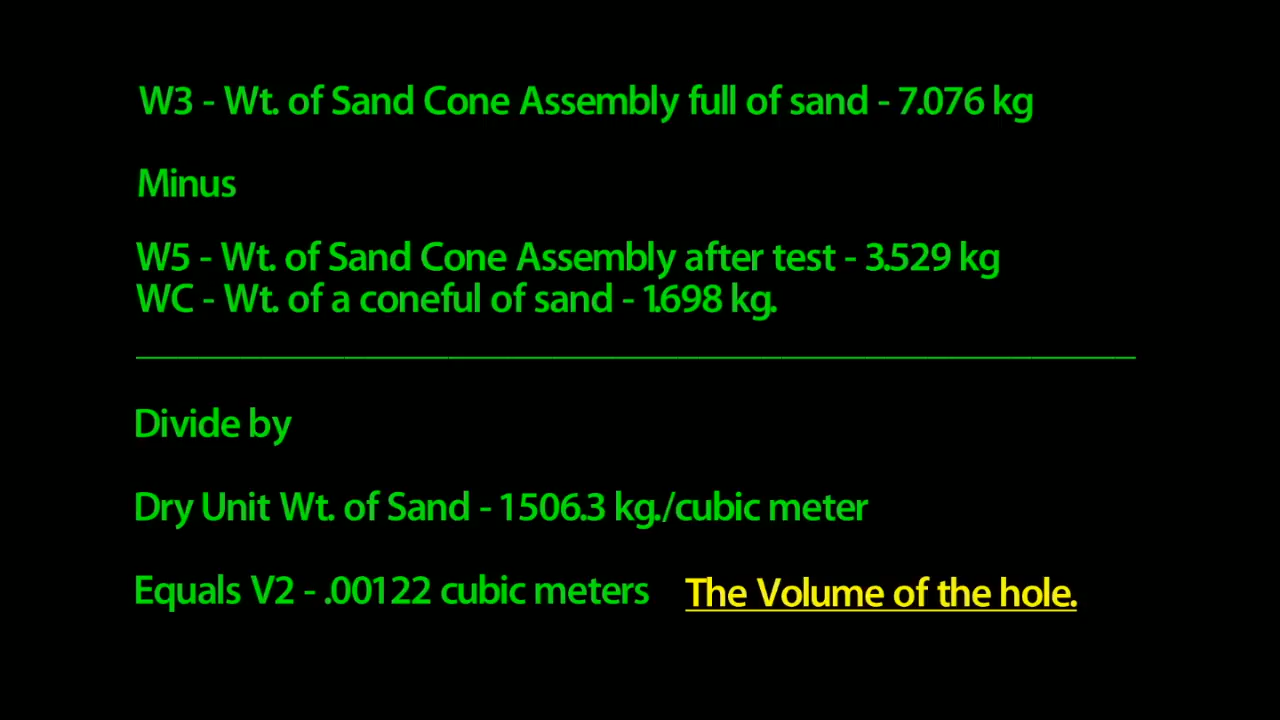 W3 - Wt. of Sand Cone Assembly full of sand - 7.076 kg
Minus
W5 - Wt. of Sand Cone Assembly after test - 3.529 kg
WC - Wt. of a coneful of sand - 1.698 kg.
Divide by
Dry Unit Wt. of Sand - 1506.3 kg./cubic meter
Equals V2 - .00122 cubic meters The Volume of the hole.